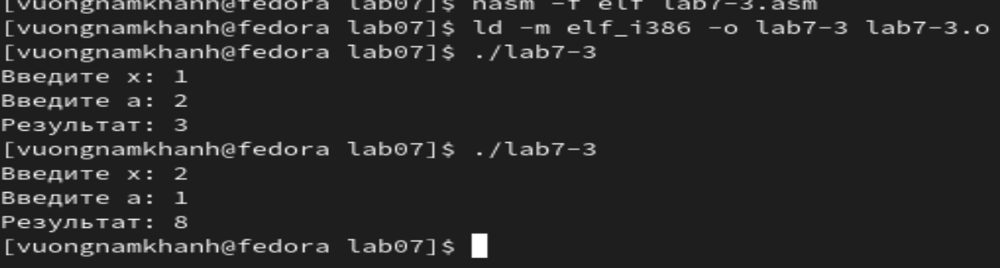 [vuongnamkhanh@fedora lab07]$ nasm -f elf lab7-3.asm
[vuongnamkhanh@fedora lab07]$ ld -m elf_i386 -o lab7-3 lab7-3.o
[vuongnamkhanh@fedora lab07]$ ./lab7-3
Введите x: 1
Введите a: 2
Результат: 3
[vuongnamkhanh@fedora lab07]$ ./lab7-3
Введите x: 2
Введите a: 1
Результат: 8
[vuongnamkhanh@fedora lab07]$